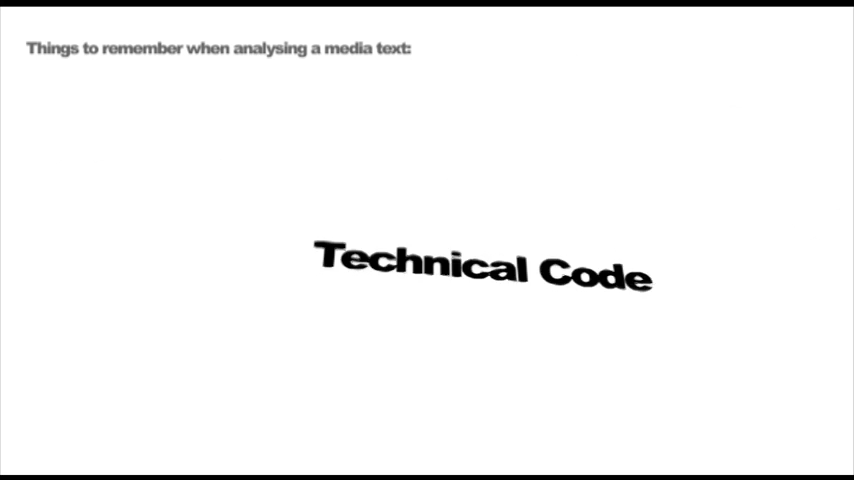 Things to remember when analysing a media text:
Technical Code